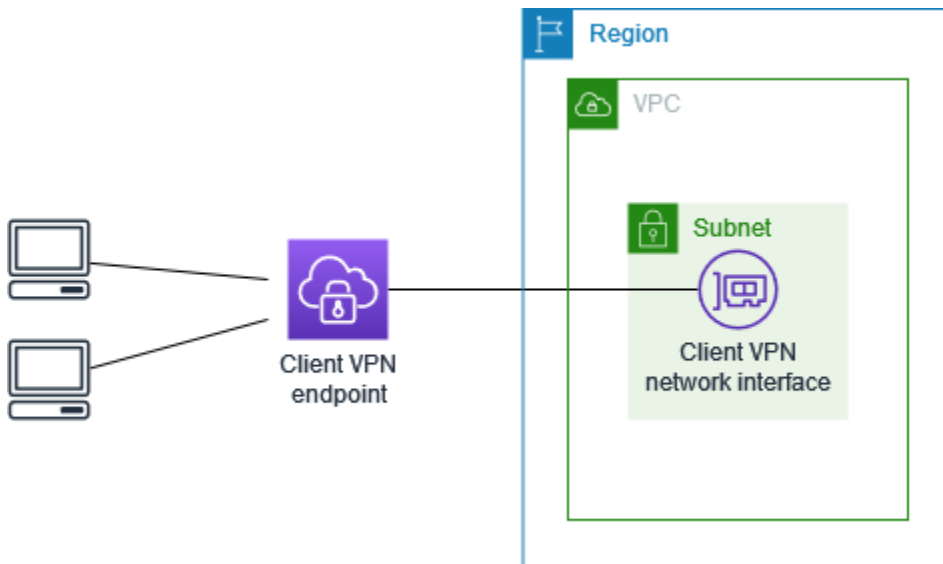 Region
VPC
Subnet
Client VPN
endpoint
Client VPN
network interface